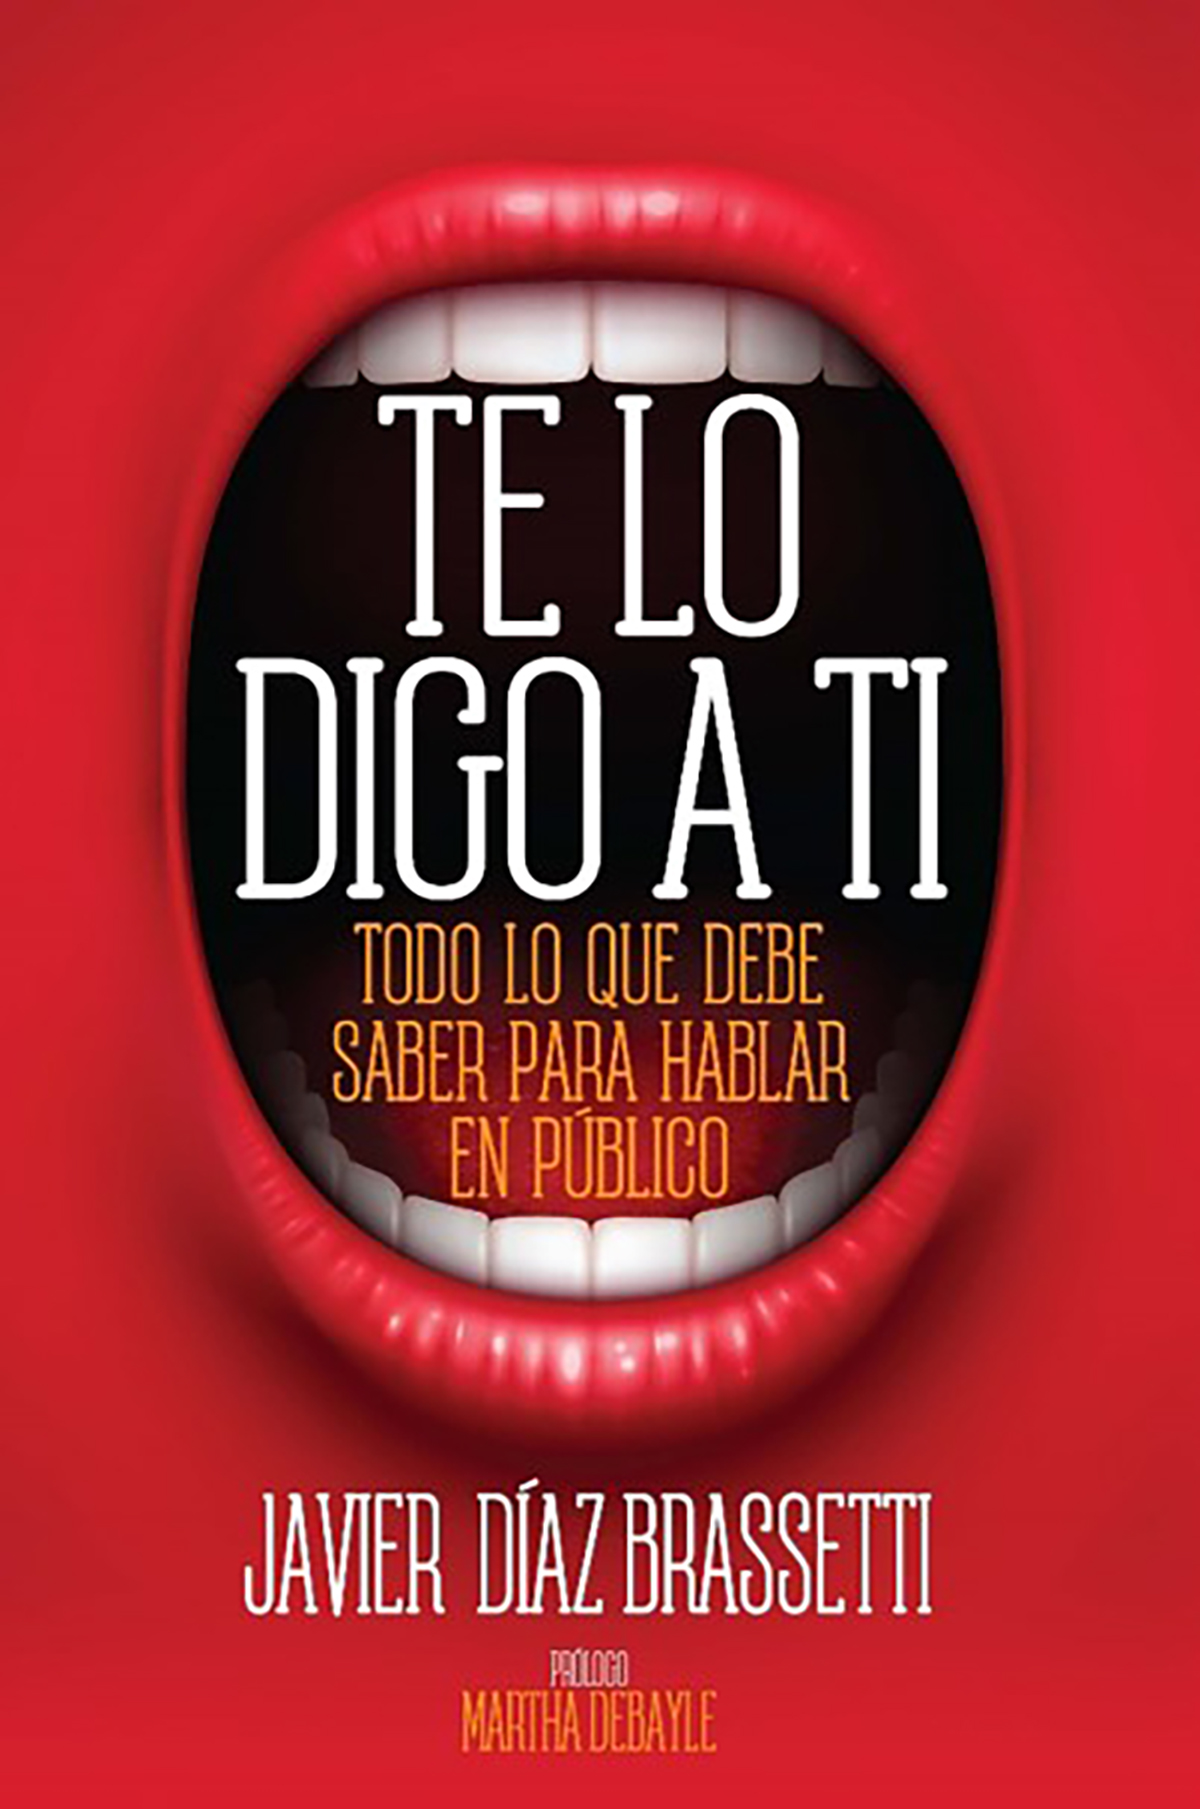 TE LO
DIGO A TI
TODO LO QUE DEBE
SABER PARA HABLAR
EN PÚBLICO
JAVIER DÍAZ BRASSETTI
PRÓLOGO
MARTHA DEBAYLE